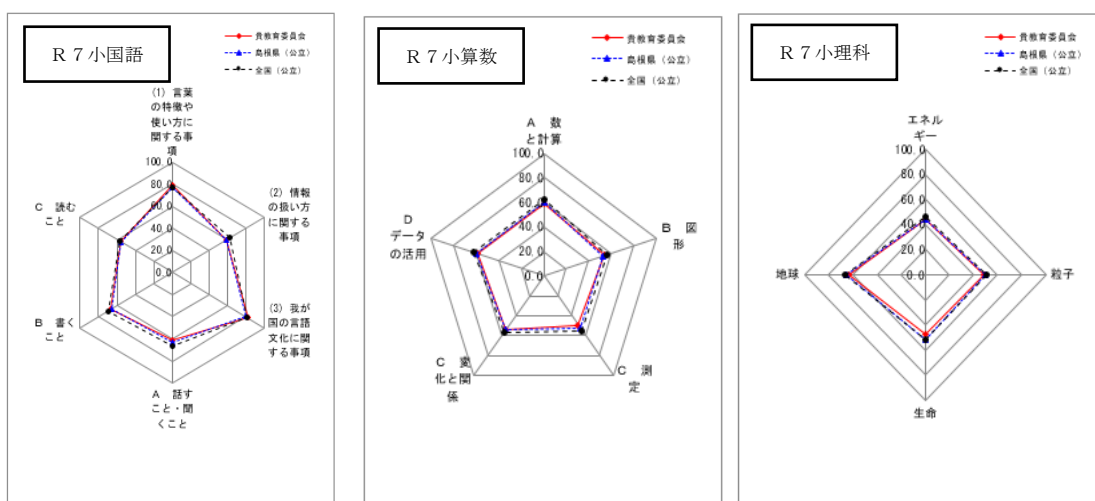 R7小国語
貴教育委員会
島根県（公立）
全国（公立）
(1) 言葉
の特徴や
使い方に
関する事
項
100.0
80.0
60.0
40.0
20.0
0.0
(2) 情報
の扱い方
に関する
事項
(3) 我が
国の言語
文化に関
する事項
A 話す
こと・聞
くこと
B 書く
こと
C 読む
こと
R7小算数
貴教育委員会
島根県（公立）
全国（公立）
A 数
と計算
100.0
80.0
60.0
40.0
20.0
0.0
B 図
形
C 測
定
C 変
化と関
係
D
データ
の活用
R7小理科
貴教育委員会
島根県（公立）
全国（公立）
エネル
ギー
100.0
80.0
60.0
40.0
20.0
0.0
粒子
生命
地球